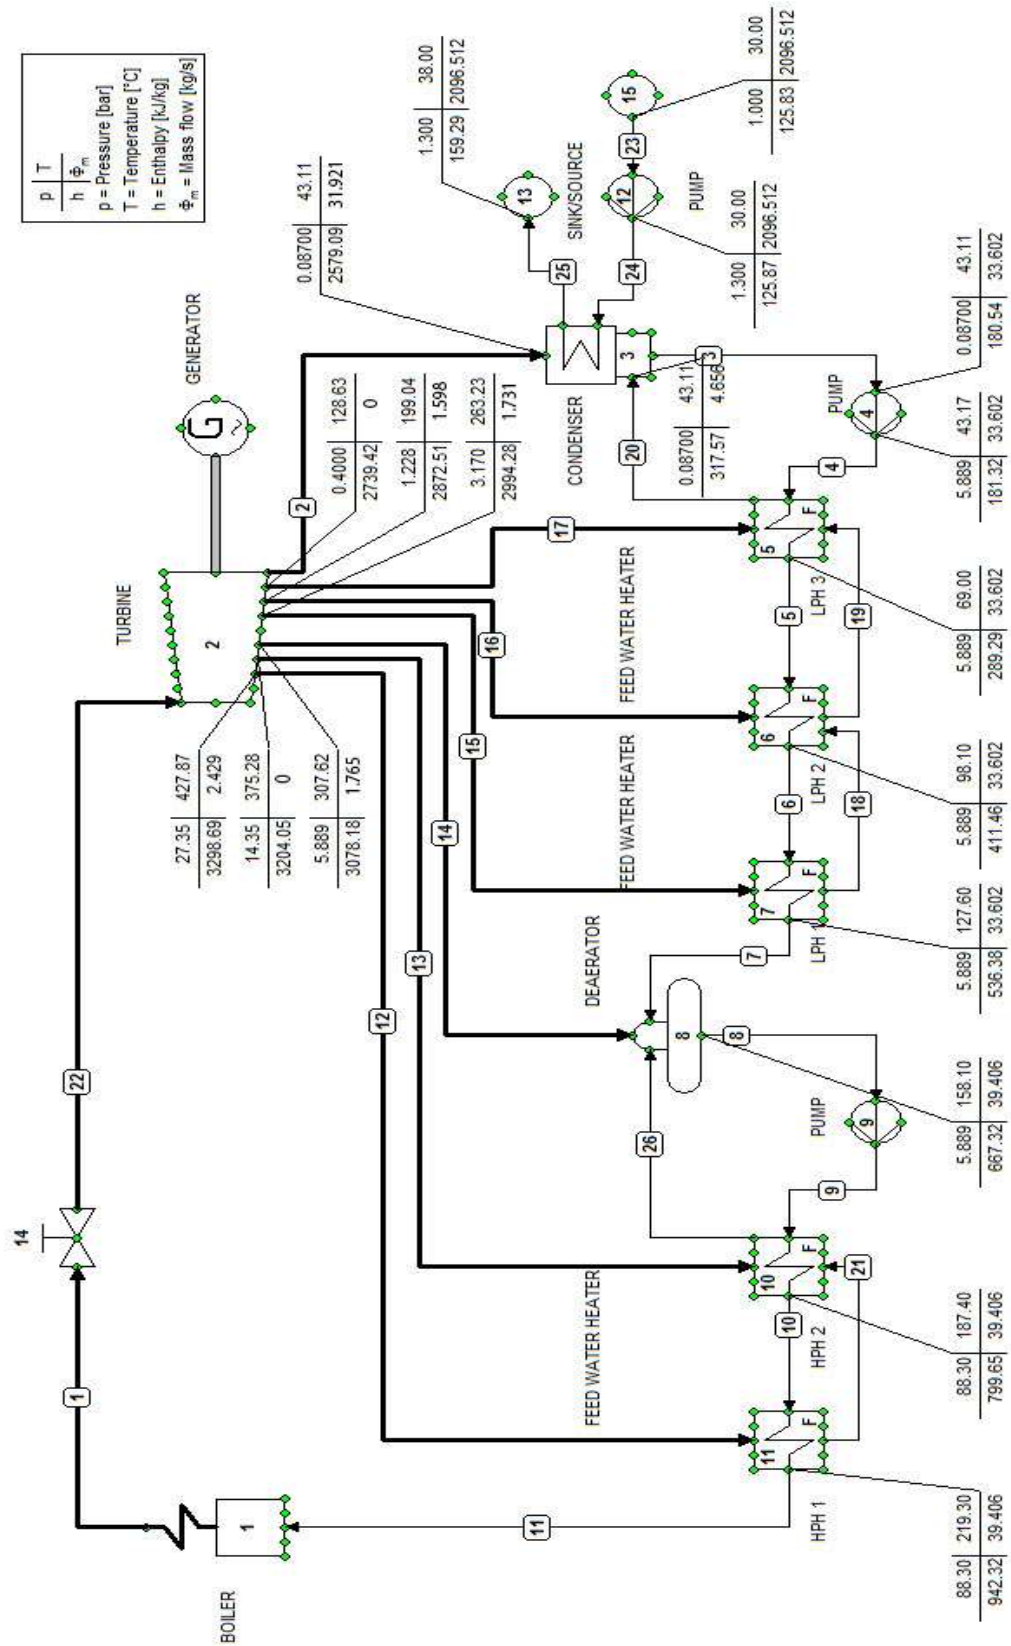 p | T
h | Φm
p = Pressure [bar]
T = Temperature [°C]
h = Enthalpy [kJ/kg]
Φm = Mass flow [kg/s]
BOILER
1
1
14
22
TURBINE
2
GENERATOR
G
~
27.35 | 427.87
3298.69 | 2.429
14.35 | 375.28
3204.05 | 0
5.889 | 307.62
3078.18 | 1.765
0.4000 | 128.63
2739.42 | 0
1.228 | 199.04
2872.51 | 1.598
3.170 | 263.23
2994.28 | 1.731
2
0.08700 | 43.11
2579.09 | 31.921
1.300 | 38.00
159.29 | 2096.512
13
SINK/SOURCE
25
24
12
PUMP
23
15
1.000 | 30.00
125.83 | 2096.512
1.300 | 30.00
125.87 | 2096.512
CONDENSER
3
3
20
0.08700 | 43.11
317.57 | 4.656
PUMP
4
4
0.08700 | 43.11
180.54 | 33.602
5.889 | 43.17
181.32 | 33.602
12
13
14
15
16
17
FEED WATER HEATER
5
F
LPH 3
5
19
5.889 | 69.00
289.29 | 33.602
FEED WATER HEATER
6
F
LPH 2
6
18
5.889 | 98.10
411.46 | 33.602
FEED WATER HEATER
7
F
LPH 1
7
5.889 | 127.60
536.38 | 33.602
DEAERATOR
8
8
5.889 | 158.10
667.32 | 39.406
PUMP
9
9
26
10
F
HPH 2
10
21
88.30 | 187.40
799.65 | 39.406
FEED WATER HEATER
11
F
HPH 1
11
88.30 | 219.30
942.32 | 39.406